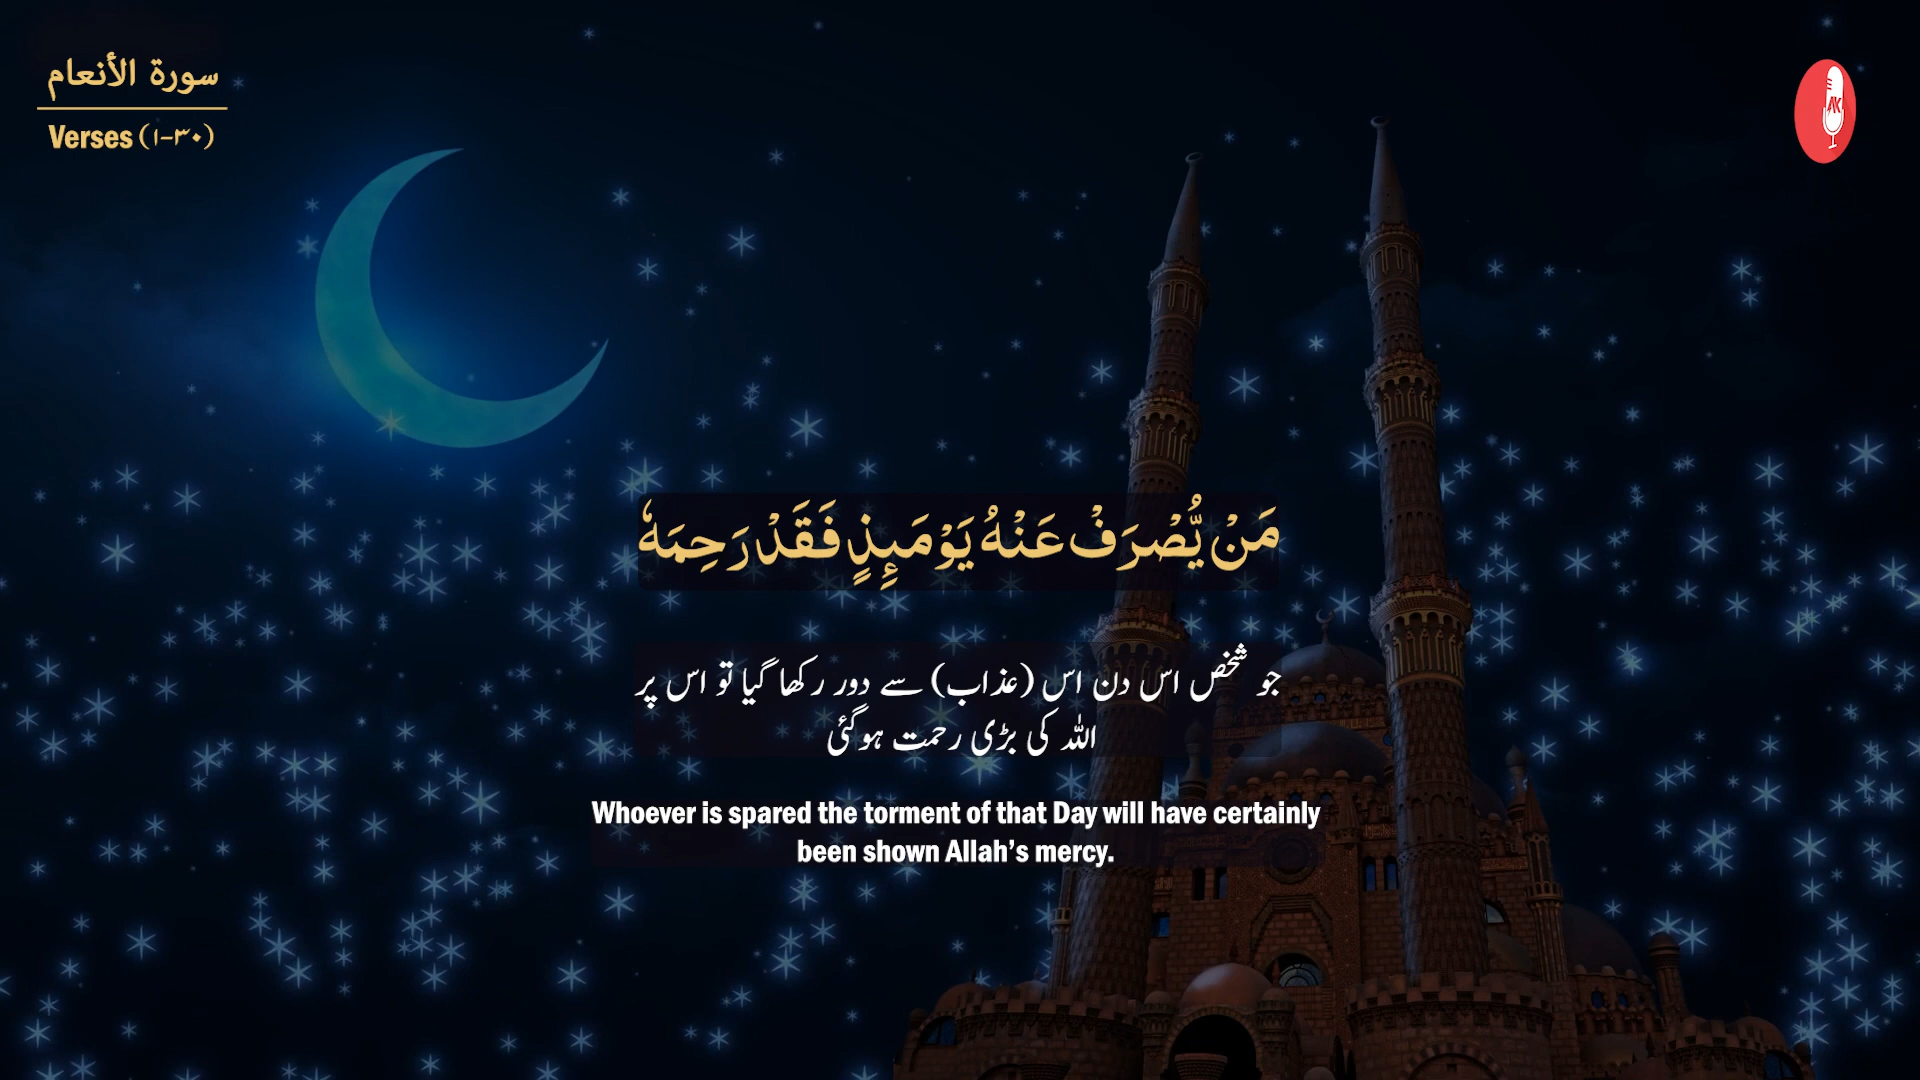 سورة الأنعام
Verses (۱-۳۰)
AK
مَنْ يُّصْرَفْ عَنْهُ يَوْمَىِٕذٍ فَقَدْ رَحِمَهٗ
جو شخص اس دن اس (عذاب) سے دور رکھا گیا تو اس پر
اللہ کی بڑی رحمت ہوگئی
Whoever is spared the torment of that Day will have certainly
been shown Allah’s mercy.